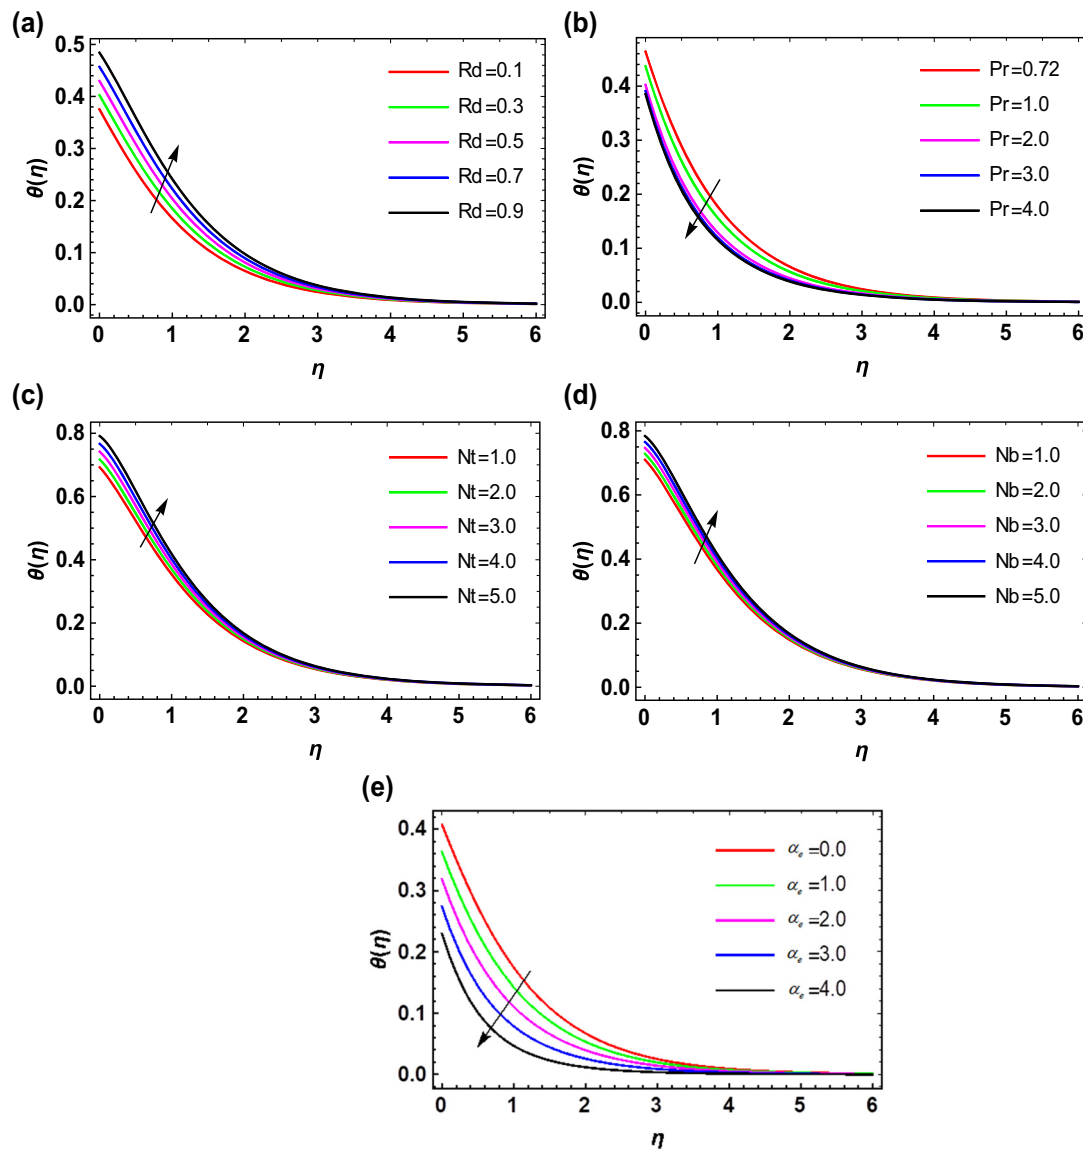 (a)
0.5
0.4
0.3
0.2
0.1
0.0
θ(η)
Rd=0.1
Rd=0.3
Rd=0.5
Rd=0.7
Rd=0.9
0 1 2 3 4 5 6
η
(b)
0.4
0.3
0.2
0.1
0.0
θ(η)
Pr=0.72
Pr=1.0
Pr=2.0
Pr=3.0
Pr=4.0
0 1 2 3 4 5 6
η
(c)
0.8
0.6
0.4
0.2
0.0
θ(η)
Nt=1.0
Nt=2.0
Nt=3.0
Nt=4.0
Nt=5.0
0 1 2 3 4 5 6
η
(d)
0.8
0.6
0.4
0.2
0.0
θ(η)
Nb=1.0
Nb=2.0
Nb=3.0
Nb=4.0
Nb=5.0
0 1 2 3 4 5 6
η
(e)
0.4
0.3
0.2
0.1
0.0
θ(η)
αₑ=0.0
αₑ=1.0
αₑ=2.0
αₑ=3.0
αₑ=4.0
0 1 2 3 4 5 6
η